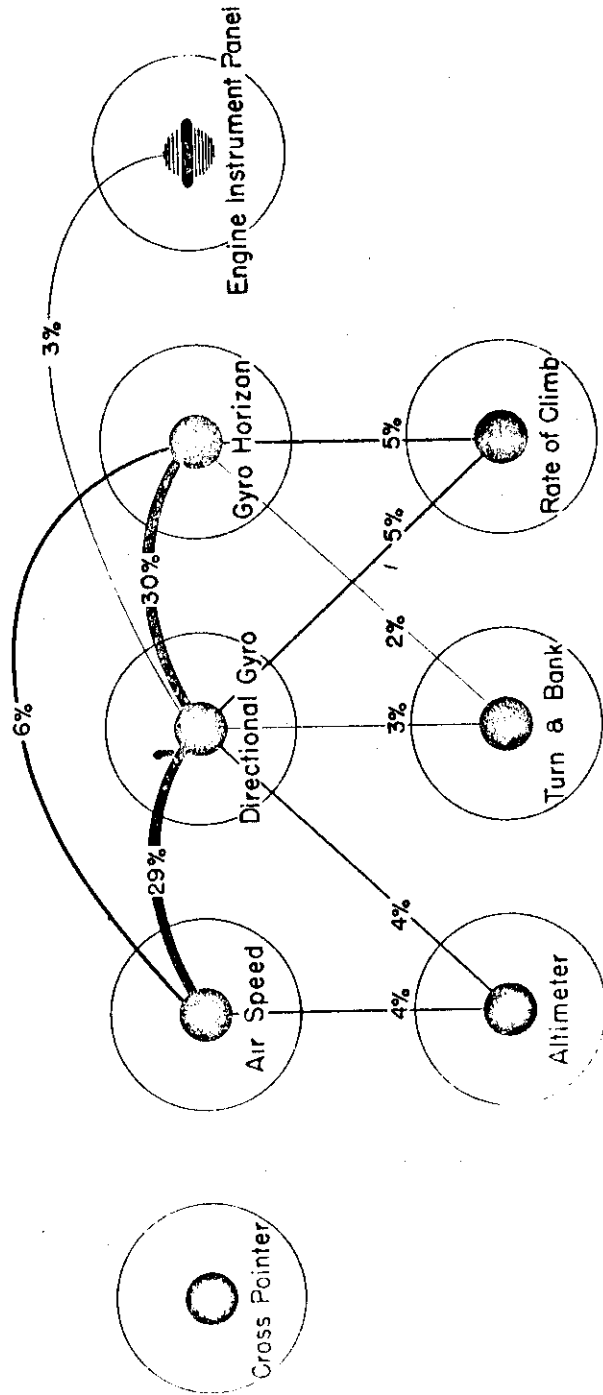 6%
3%
29%
30%
Cross Pointer
Air Speed
Directional Gyro
Gyro Horizon
Engine Instrument Panel
4%
4%
3%
2%
5%
5%
Altimeter
Turn & Bank
Rate of Climb